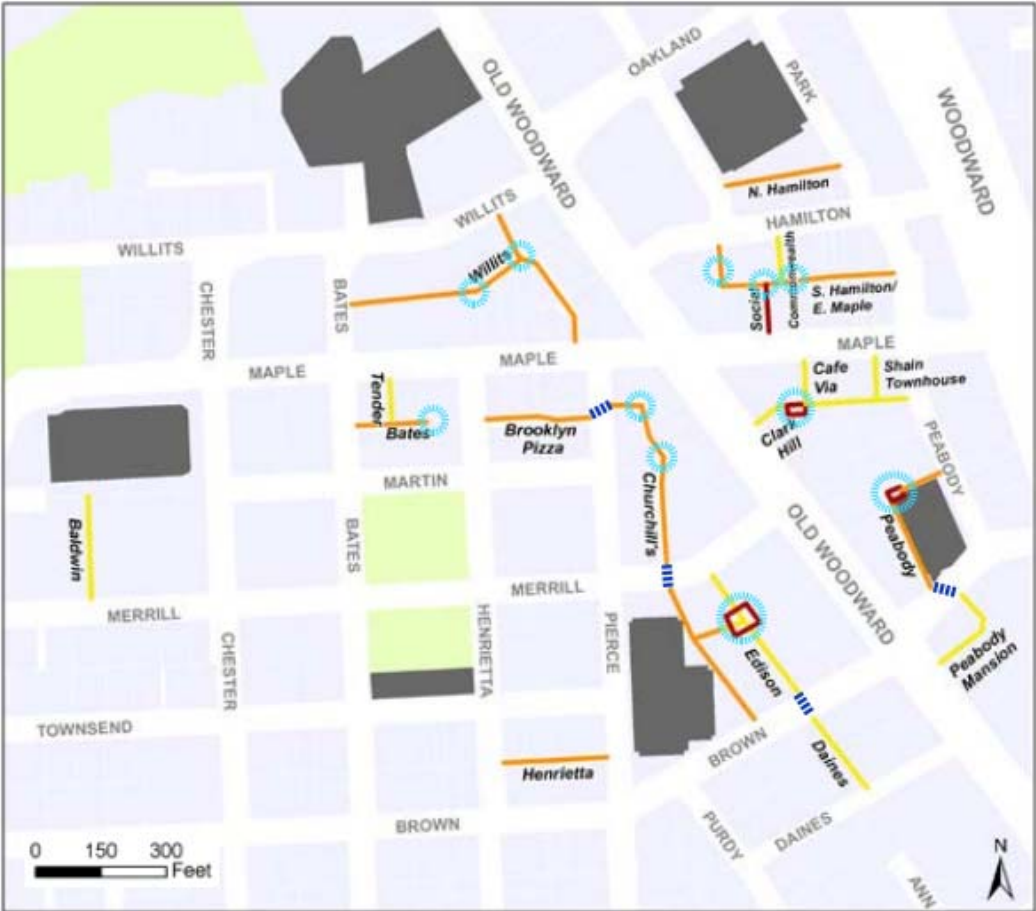 OAKLAND
OLD WOODWARD
PARK
WOODWARD
N. Hamilton
WILLITS
HAMILTON
WILLITS
Willits
CHESTER
BATES
Social
Commonwealth
S. Hamilton/
E. Maple
MAPLE
MAPLE
MAPLE
Tender
Cafe
Via
Shain
Townhouse
Bates
Brooklyn
Pizza
Clark
Hill
PEABODY
MARTIN
Churchill's
Baldwin
BATES
OLD WOODWARD
Peabody
MERRILL
MERRILL
HENRIETTA
PIERCE
CHESTER
Edison
Peabody
Mansion
TOWNSEND
BROWN
Daines
Henrietta
BROWN
PURDY
DAINES
ANN
0 150 300
Feet
N